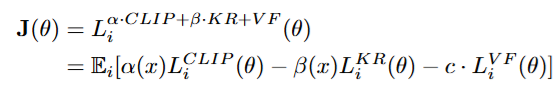 J(θ) = L_i^{α·CLIP+β·KR+VF}(θ)
= 𝔼_i[α(x)L_i^{CLIP}(θ) − β(x)L_i^{KR}(θ) − c · L_i^{VF}(θ)]